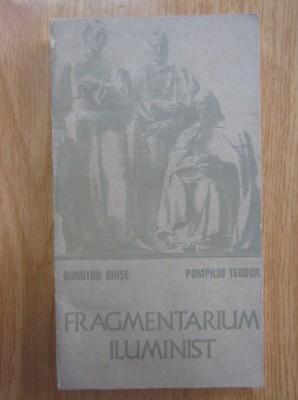 DUMITRU GHIȘE POMPILIU TEODOR
FRAGMENTARIUM
ILUMINIST